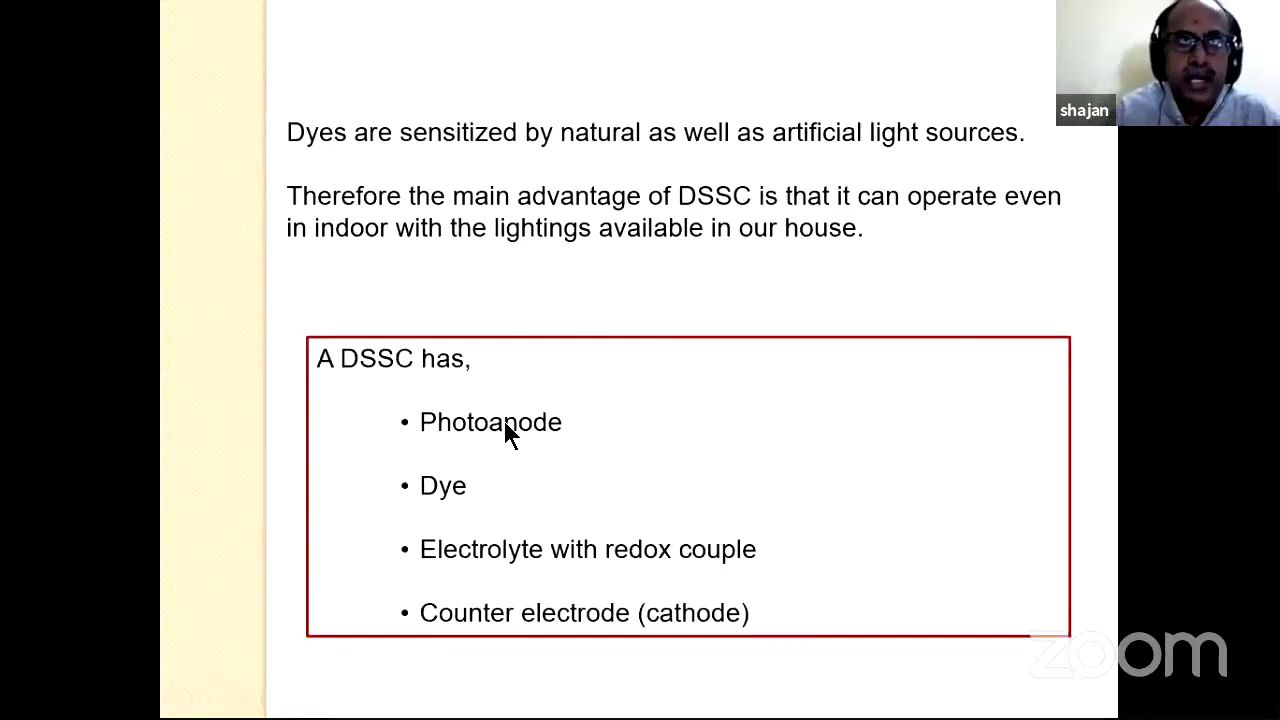 shajan
Dyes are sensitized by natural as well as artificial light sources.
Therefore the main advantage of DSSC is that it can operate even
in indoor with the lightings available in our house.
A DSSC has,
• Photoanode
• Dye
• Electrolyte with redox couple
• Counter electrode (cathode)
zoom